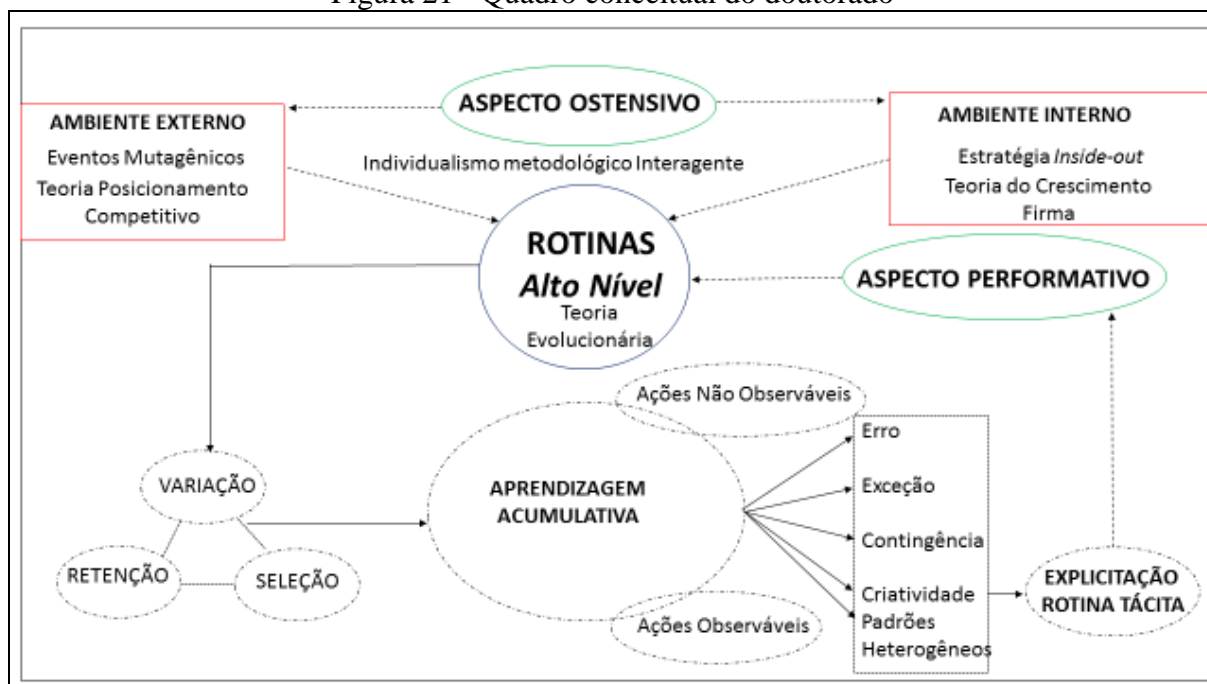 Figura 21 - Quadro conceitual do doutorado
ASPECTO OSTENSIVO
AMBIENTE EXTERNO
Eventos Mutagênicos
Teoria Posicionamento
Competitivo
AMBIENTE INTERNO
Estratégia Inside-out
Teoria do Crescimento
Firma
Individualismo metodológico Interagente
ROTINAS
Alto Nível
Teoria
Evolucionária
ASPECTO PERFORMATIVO
Ações Não Observáveis
VARIAÇÃO
RETENÇÃO
SELEÇÃO
APRENDIZAGEM
ACUMULATIVA
Erro
Exceção
Contingência
Criatividade
Padrões
Heterogêneos
Ações Observáveis
EXPLICITAÇÃO
ROTINA TÁCITA